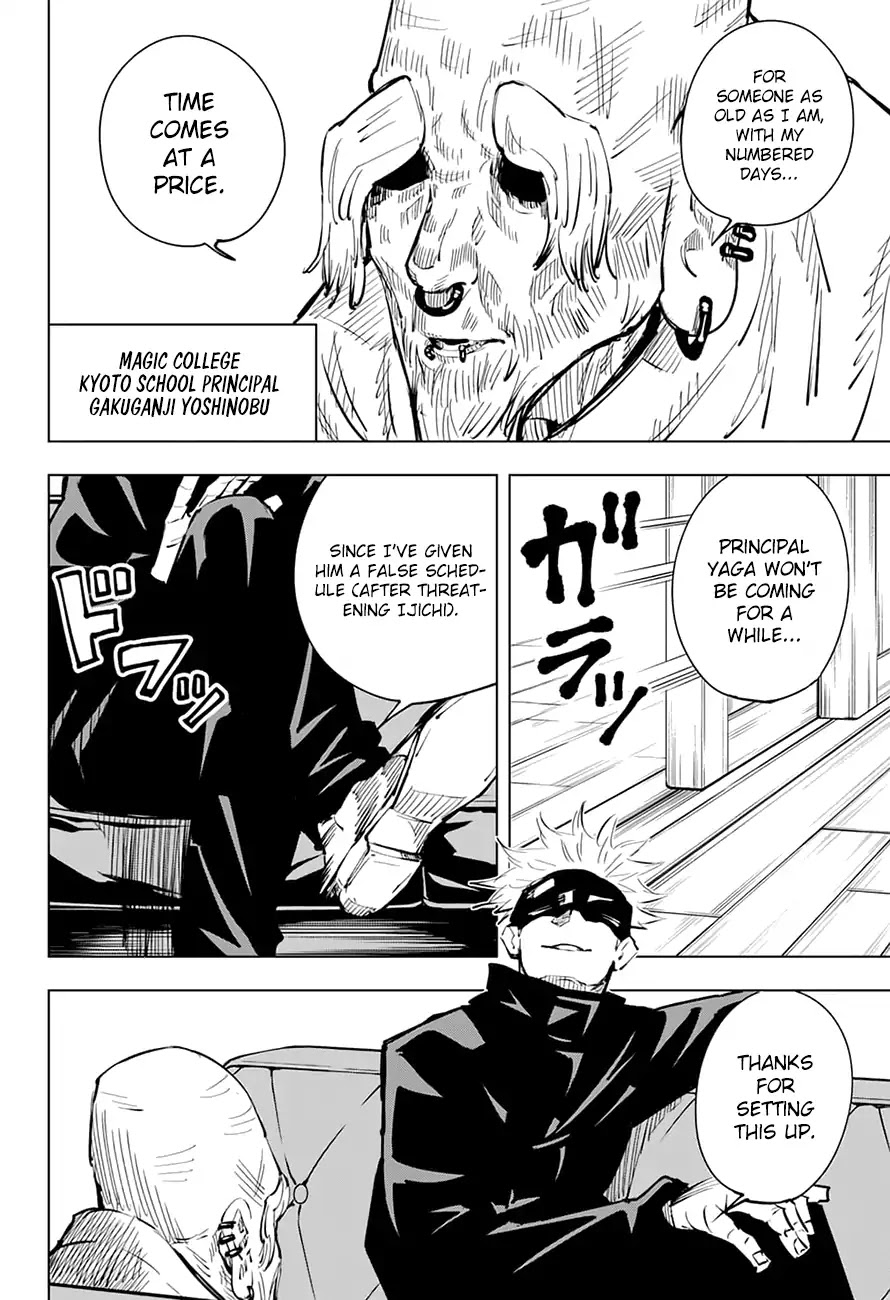 FOR
SOMEONE AS
OLD AS I AM,
WITH MY
NUMBERED
DAYS...
TIME
COMES
AT A
PRICE.
MAGIC COLLEGE
KYOTO SCHOOL PRINCIPAL
GAKUGANJI YOSHINOBU
PRINCIPAL
YAGA WON'T
BE COMING
FOR A
WHILE...
ガラッ
SINCE I'VE GIVEN
HIM A FALSE SCHED-
ULE (AFTER THREAT-
ENING IJICHI).
ドカッ
THANKS
FOR
SETTING
THIS UP.